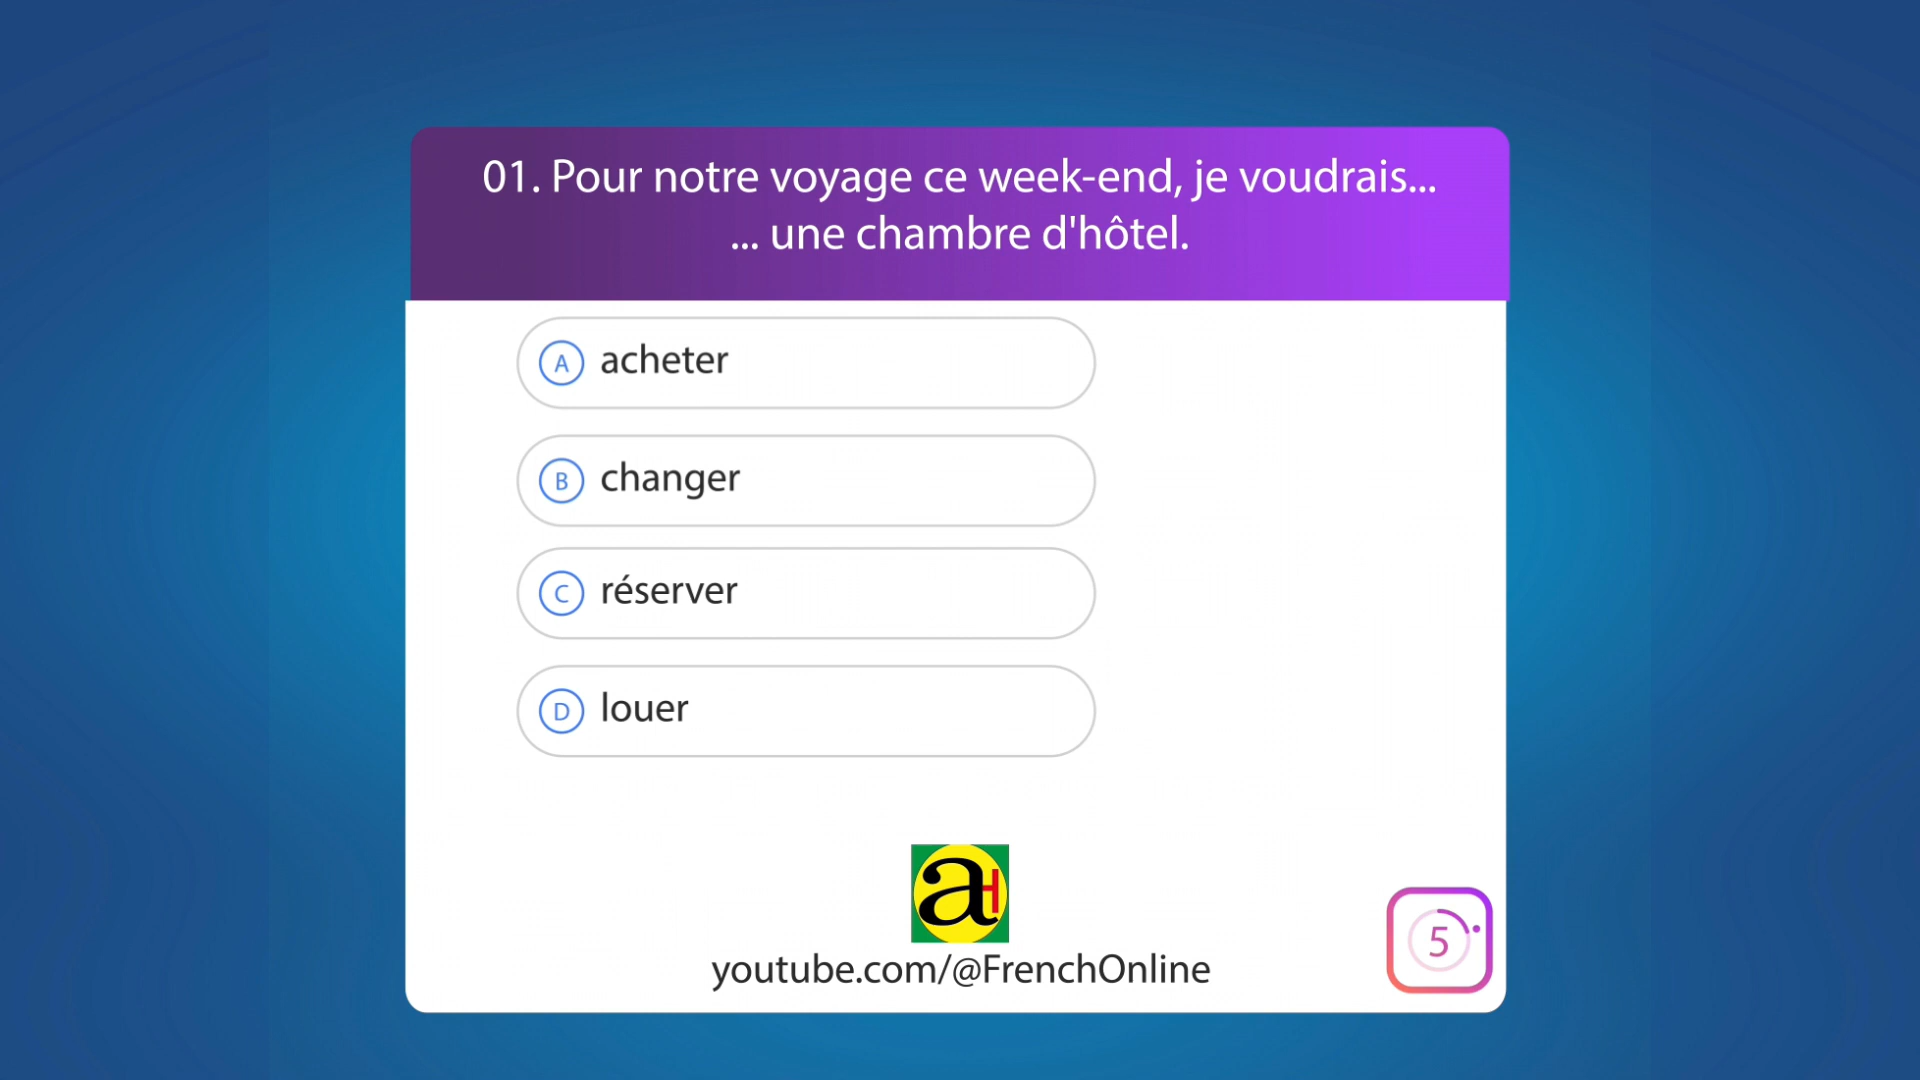 01. Pour notre voyage ce week-end, je voudrais...
... une chambre d'hôtel.
A acheter
B changer
C réserver
D louer
aH
youtube.com/@FrenchOnline
5